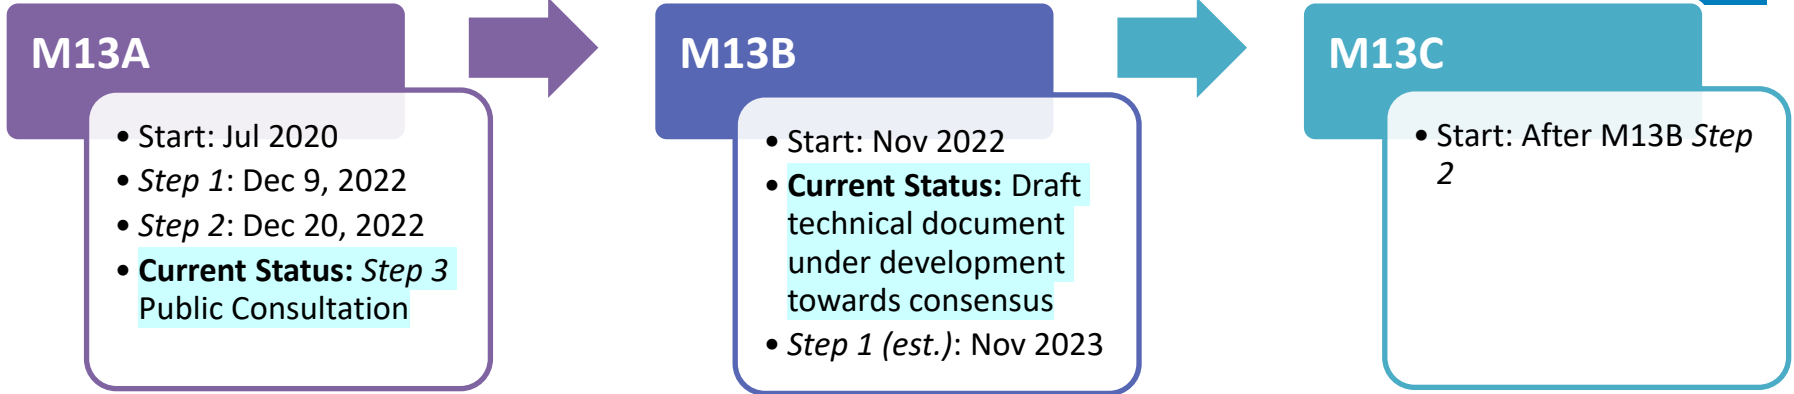 M13A
• Start: Jul 2020
• Step 1: Dec 9, 2022
• Step 2: Dec 20, 2022
• Current Status: Step 3
Public Consultation
M13B
• Start: Nov 2022
• Current Status: Draft
technical document
under development
towards consensus
• Step 1 (est.): Nov 2023
M13C
• Start: After M13B Step
2